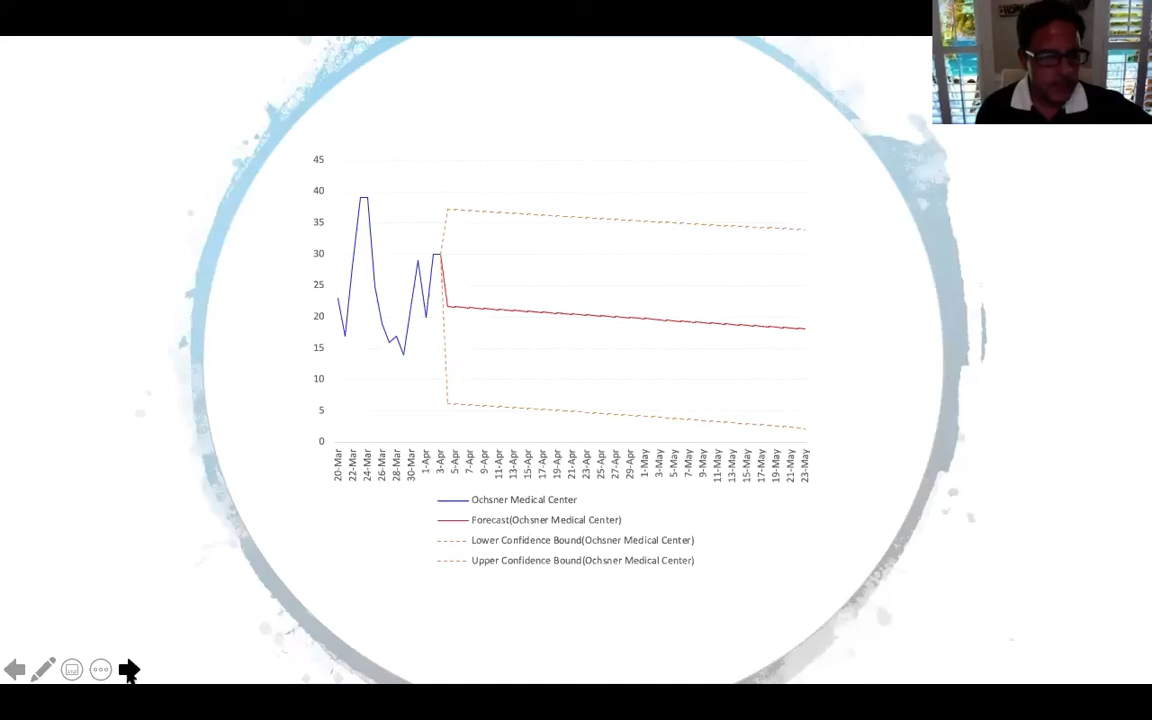 45
40
35
30
25
20
15
10
5
0
20-Mar
22-Mar
24-Mar
26-Mar
28-Mar
30-Mar
1-Apr
3-Apr
5-Apr
7-Apr
9-Apr
11-Apr
13-Apr
15-Apr
17-Apr
19-Apr
21-Apr
23-Apr
25-Apr
27-Apr
29-Apr
1-May
3-May
5-May
7-May
9-May
11-May
13-May
15-May
17-May
19-May
21-May
23-May
Ochsner Medical Center
Forecast(Ochsner Medical Center)
Lower Confidence Bound(Ochsner Medical Center)
Upper Confidence Bound(Ochsner Medical Center)